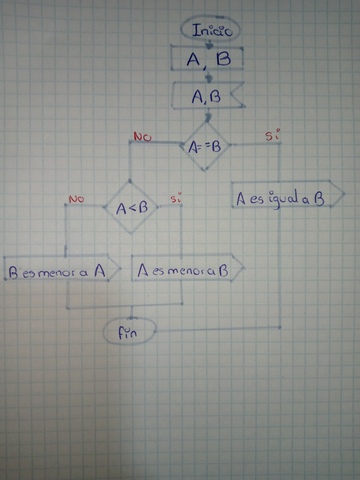 Inicio
A, B
A,B
No
Si
A==B
No
Si
A<B
A es igual a B
B es menor a A
A es menor a B
fin